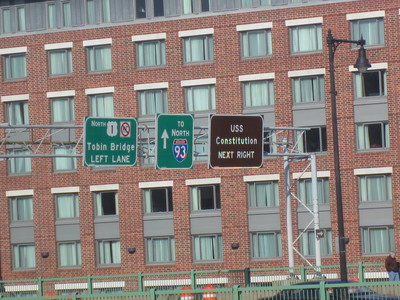 NORTH 1
Tobin Bridge
LEFT LANE
TO
NORTH
93
USS
Constitution
NEXT RIGHT